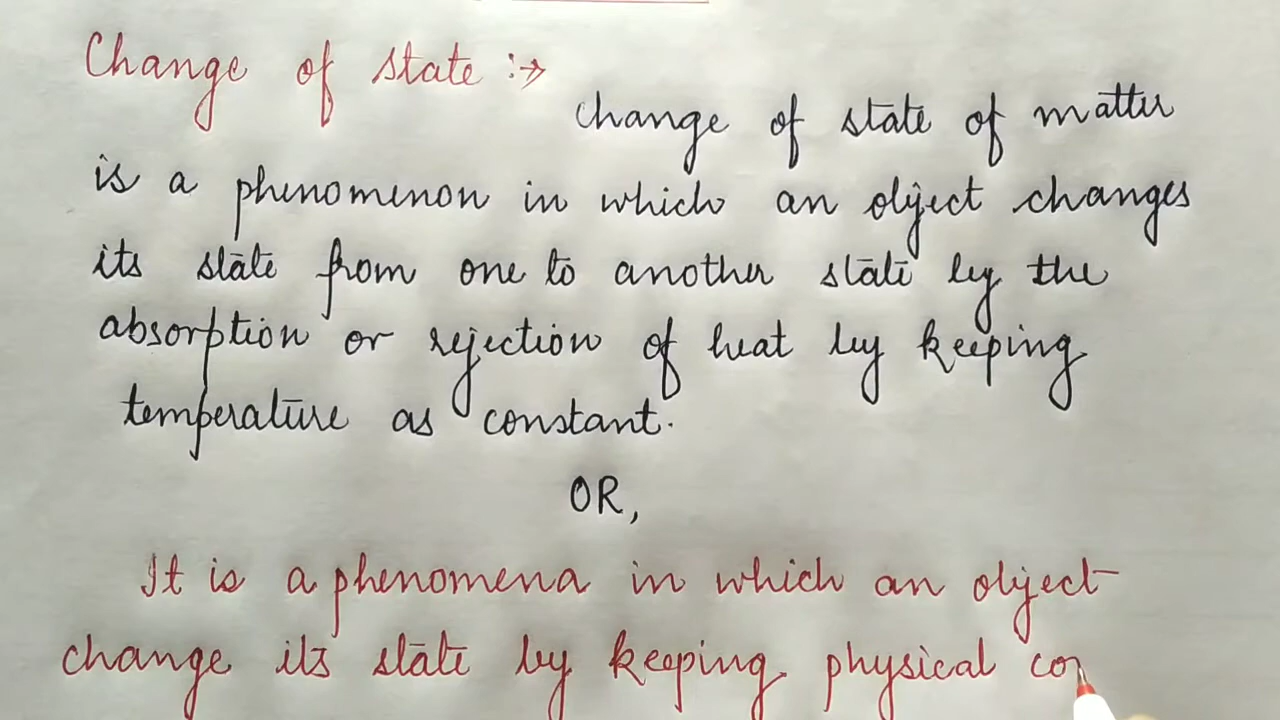 Change of state :→
change of state of matter
is a phenomenon in which an object changes
its state from one to another state by the
absorption or rejection of heat by keeping
temperature as constant.
OR,
It is a phenomena in which an object
change its state by keeping physical co